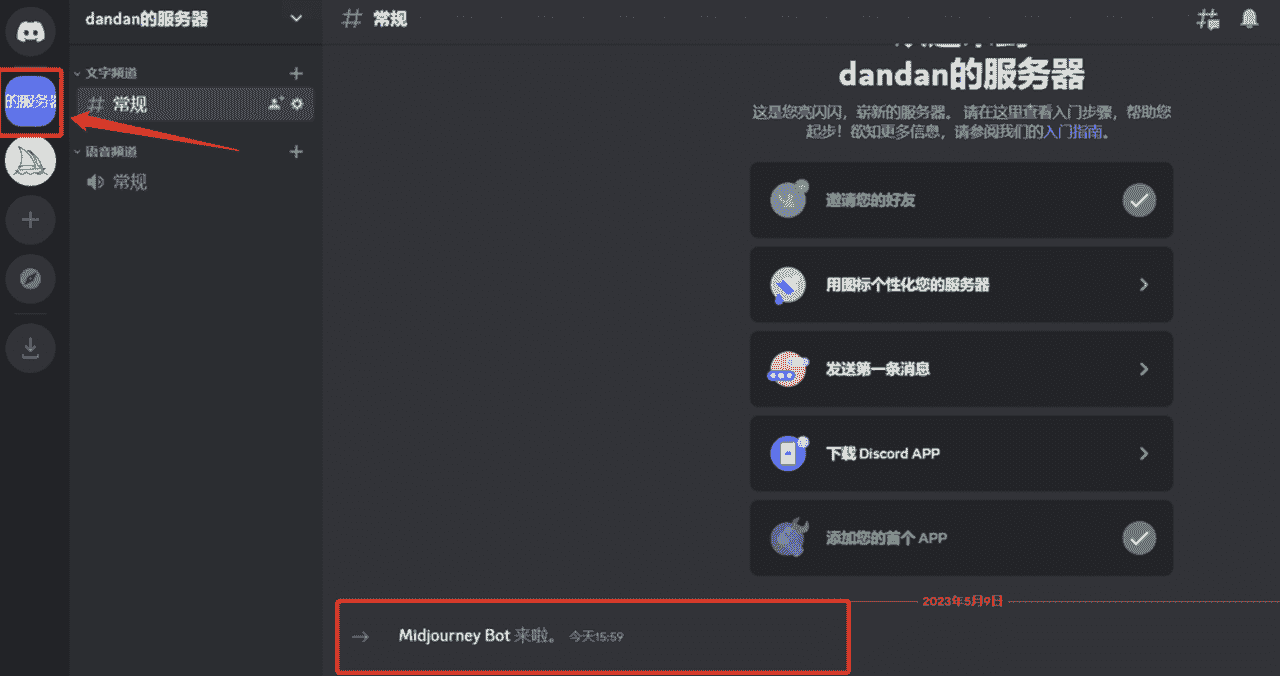 dandan的服务器
常规
文字频道
常规
语音频道
常规
的服务器
dandan的服务器
这是您亮闪闪，崭新的服务器。 请在这里查看入门步骤，帮助您
起步！欲知更多信息，请参阅我们的入门指南。
邀请您的好友
用图标个性化您的服务器
发送第一条消息
下载 Discord APP
添加您的首个 APP
2023年5月9日
Midjourney Bot 来啦。 今天15:59